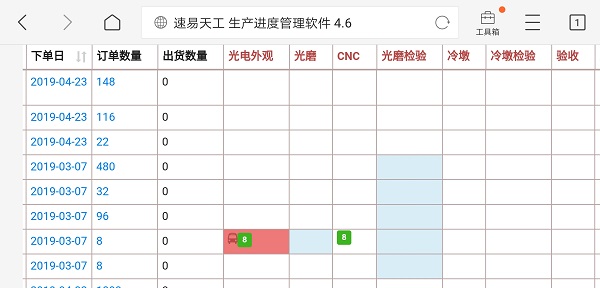 速易天工 生产进度管理软件 4.6
工具箱
1
下单日 订单数量 出货数量 光电外观 光磨 CNC 光磨检验 冷墩 冷墩检验 验收
2019-04-23 148 0
2019-04-23 116 0
2019-04-23 22 0
2019-03-07 480 0
2019-03-07 32 0
2019-03-07 96 0
2019-03-07 8 0 8 8
2019-03-07 8 0